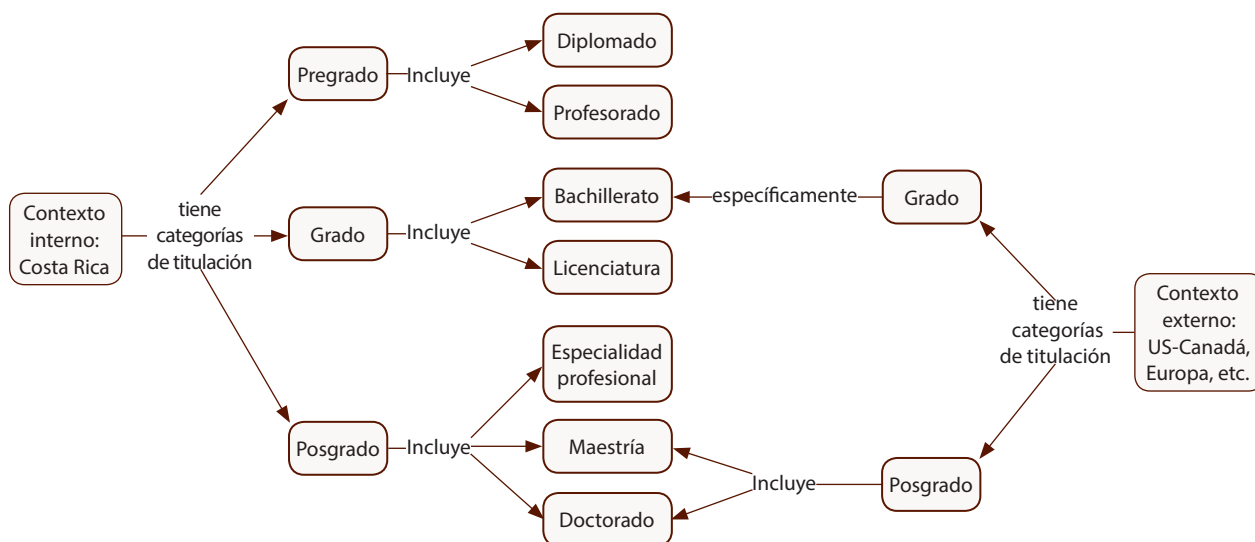 Diplomado
Pregrado
Incluye
Profesorado
Contexto
interno:
Costa Rica
tiene
categorías
de titulación
Grado
Incluye
Bachillerato
Licenciatura
específicamente
Grado
Especialidad
profesional
Posgrado
Incluye
Maestría
Doctorado
Incluye
Posgrado
tiene
categorías
de titulación
Contexto
externo:
US-Canadá,
Europa, etc.